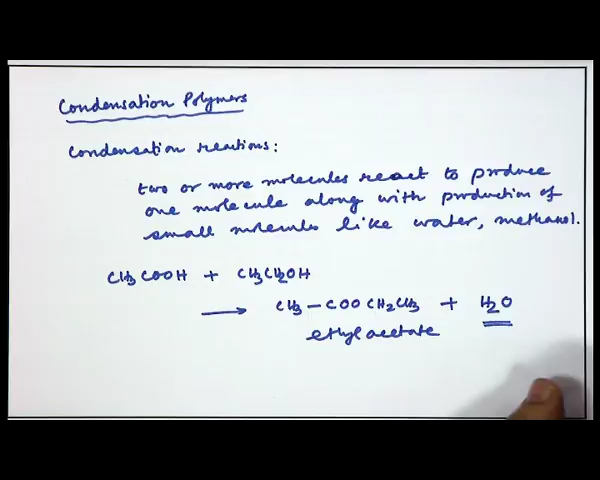 Condensation Polymers
Condensation reactions:
two or more molecules react to produce
one molecule along with production of
small molecules like water, methanol.
CH3COOH + CH3CH2OH
→ CH3-COOCH2CH3 + H2O
ethyl acetate